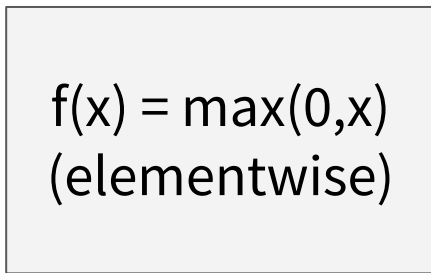 f(x) = max(0,x)
(elementwise)